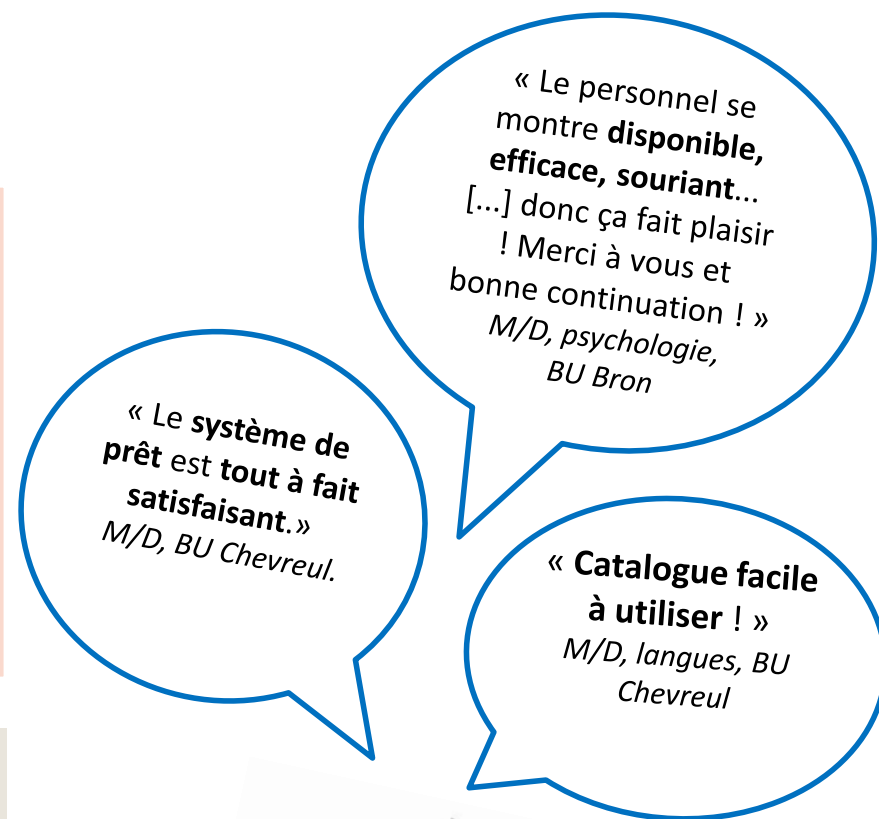 « Le personnel se
montre disponible,
efficace, souriant...
[...] donc ça fait plaisir
! Merci à vous et
bonne continuation ! »
M/D, psychologie,
BU Bron
« Le système de
prêt est tout à fait
satisfaisant.»
M/D, BU Chevreul.
« Catalogue facile
à utiliser ! »
M/D, langues, BU
Chevreul